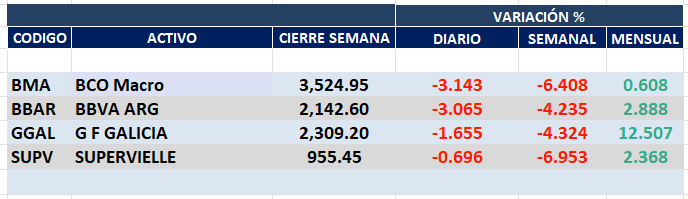 VARIACIÓN %
CODIGO ACTIVO CIERRE SEMANA DIARIO SEMANAL MENSUAL
BMA BCO Macro 3,524.95 -3.143 -6.408 0.608
BBAR BBVA ARG 2,142.60 -3.065 -4.235 2.888
GGAL G F GALICIA 2,309.20 -1.655 -4.324 12.507
SUPV SUPERVIELLE 955.45 -0.696 -6.953 2.368